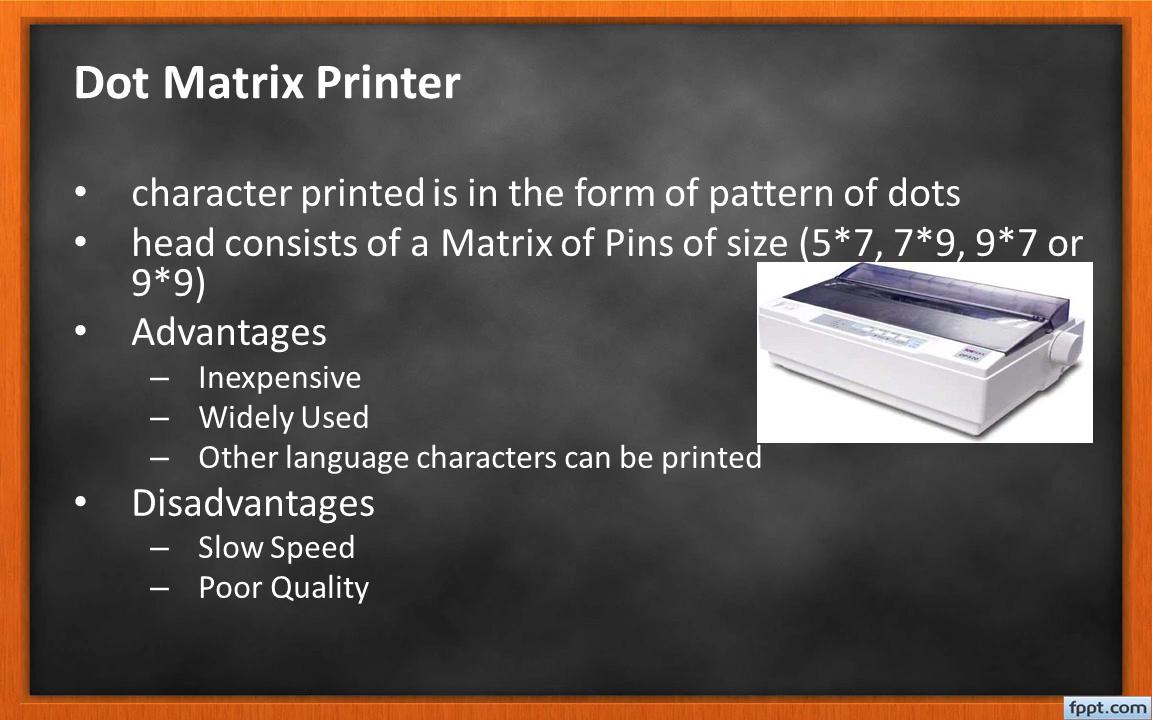 Dot Matrix Printer
• character printed is in the form of pattern of dots
• head consists of a Matrix of Pins of size (5*7, 7*9, 9*7 or
9*9)
• Advantages
– Inexpensive
– Widely Used
– Other language characters can be printed
• Disadvantages
– Slow Speed
– Poor Quality
fppt.com